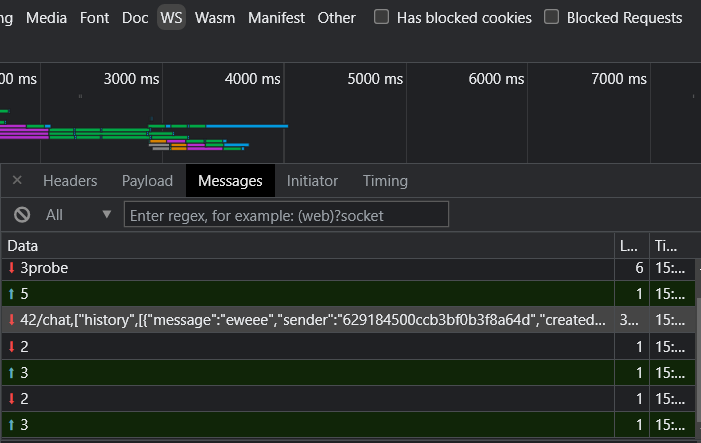 ng Media Font Doc WS Wasm Manifest Other Has blocked cookies Blocked Requests
00 ms 3000 ms 4000 ms 5000 ms 6000 ms 7000 ms
× Headers Payload Messages Initiator Timing
All ▼ Enter regex, for example: (web)?socket
Data L... Ti...
⬇ 3probe 6 15:...
⬆ 5 1 15:...
⬇ 42/chat,["history",[{"message":"eweee","sender":"629184500ccb3bf0b3f8a64d","created... 3... 15:...
⬇ 2 1 15:...
⬆ 3 1 15:...
⬇ 2 1 15:...
⬆ 3 1 15:...